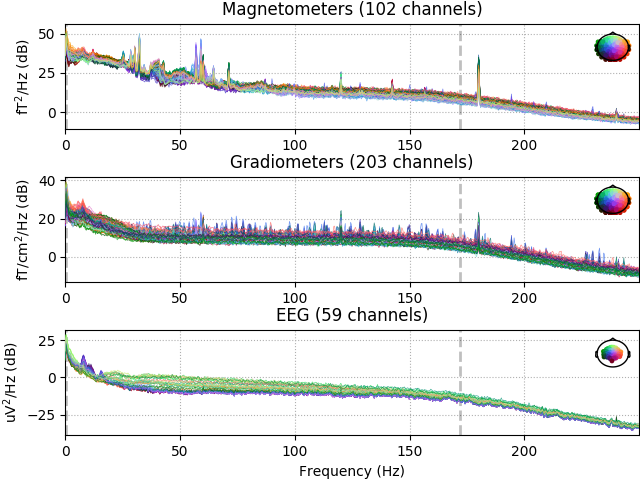 Magnetometers (102 channels)
fT²/Hz (dB)
50
25
0
0 50 100 150 200
Gradiometers (203 channels)
fT/cm²/Hz (dB)
40
20
0
0 50 100 150 200
EEG (59 channels)
uV²/Hz (dB)
25
0
−25
0 50 100 150 200
Frequency (Hz)